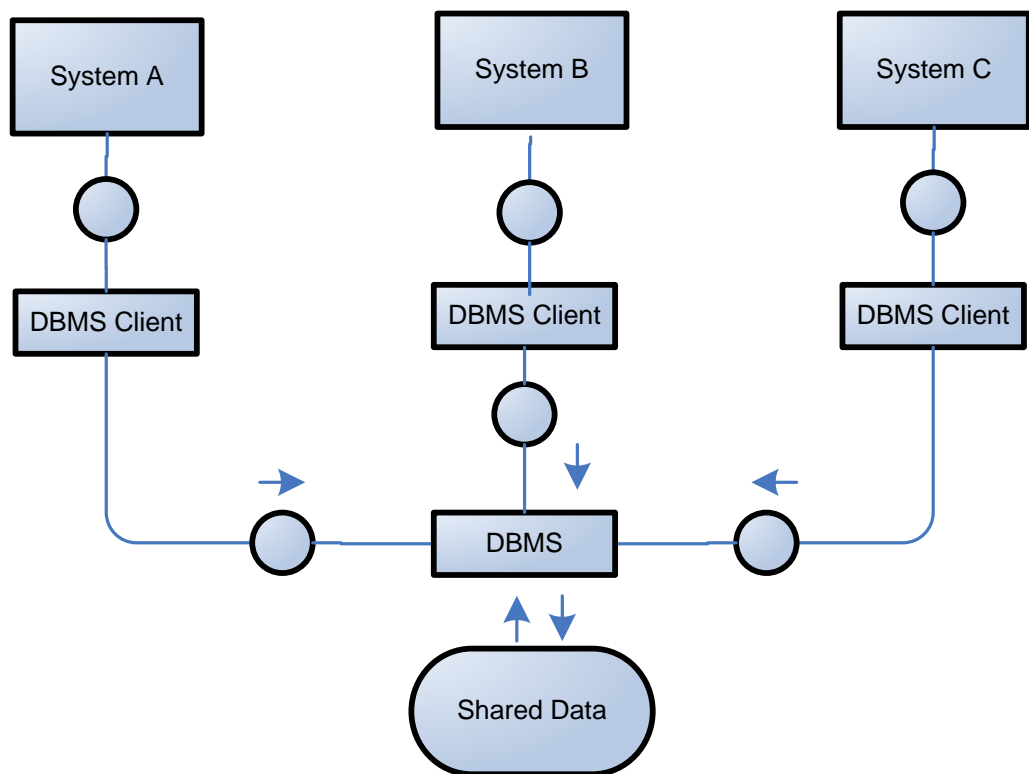 System A
System B
System C
DBMS Client
DBMS Client
DBMS Client
DBMS
Shared Data